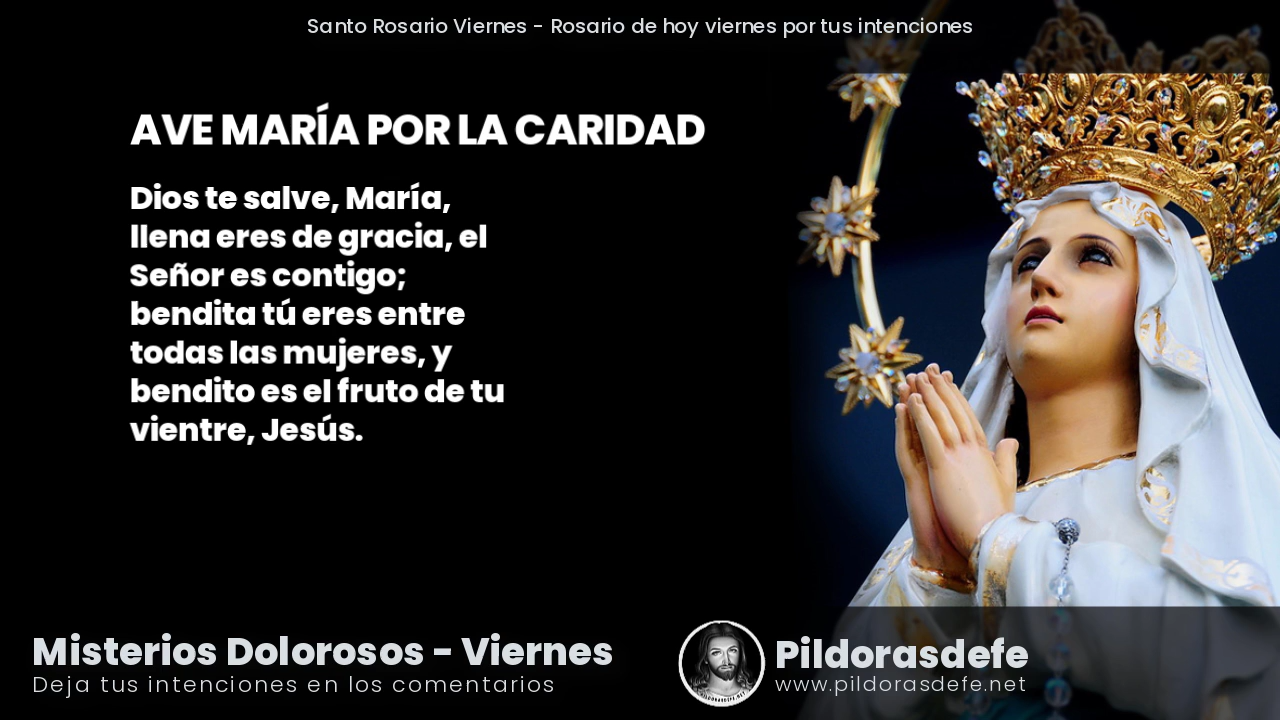 Santo Rosario Viernes - Rosario de hoy viernes por tus intenciones
AVE MARÍA POR LA CARIDAD
Dios te salve, María,
llena eres de gracia, el
Señor es contigo;
bendita tú eres entre
todas las mujeres, y
bendito es el fruto de tu
vientre, Jesús.
Misterios Dolorosos - Viernes
Deja tus intenciones en los comentarios
Pildorasdefe
www.pildorasdefe.net